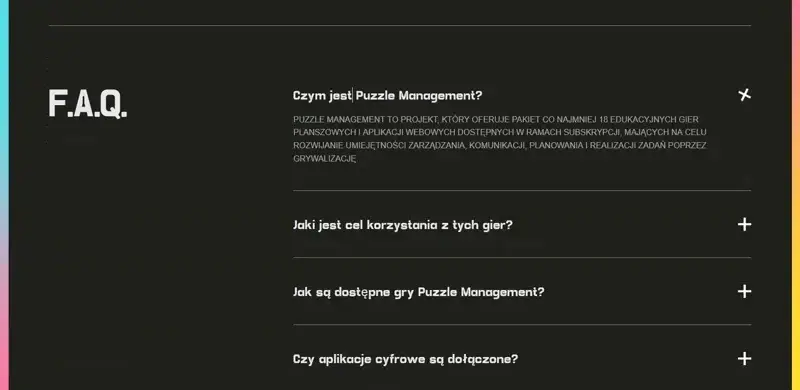 F.A.Q.
Czym jest Puzzle Management?
PUZZLE MANAGEMENT TO PROJEKT, KTÓRY OFERUJE PAKIET CO NAJMNIEJ 18 EDUKACYJNYCH GIER
PLANSZOWYCH I APLIKACJI WEBOWYCH DOSTĘPNYCH W RAMACH SUBSKRYPCJI, MAJĄCYCH NA CELU
ROZWIJANIE UMIEJĘTNOŚCI ZARZĄDZANIA, KOMUNIKACJI, PLANOWANIA I REALIZACJI ZADAŃ POPRZEZ
GRYWALIZACJĘ
Jaki jest cel korzystania z tych gier?
Jak są dostępne gry Puzzle Management?
Czy aplikacje cyfrowe są dołączone?